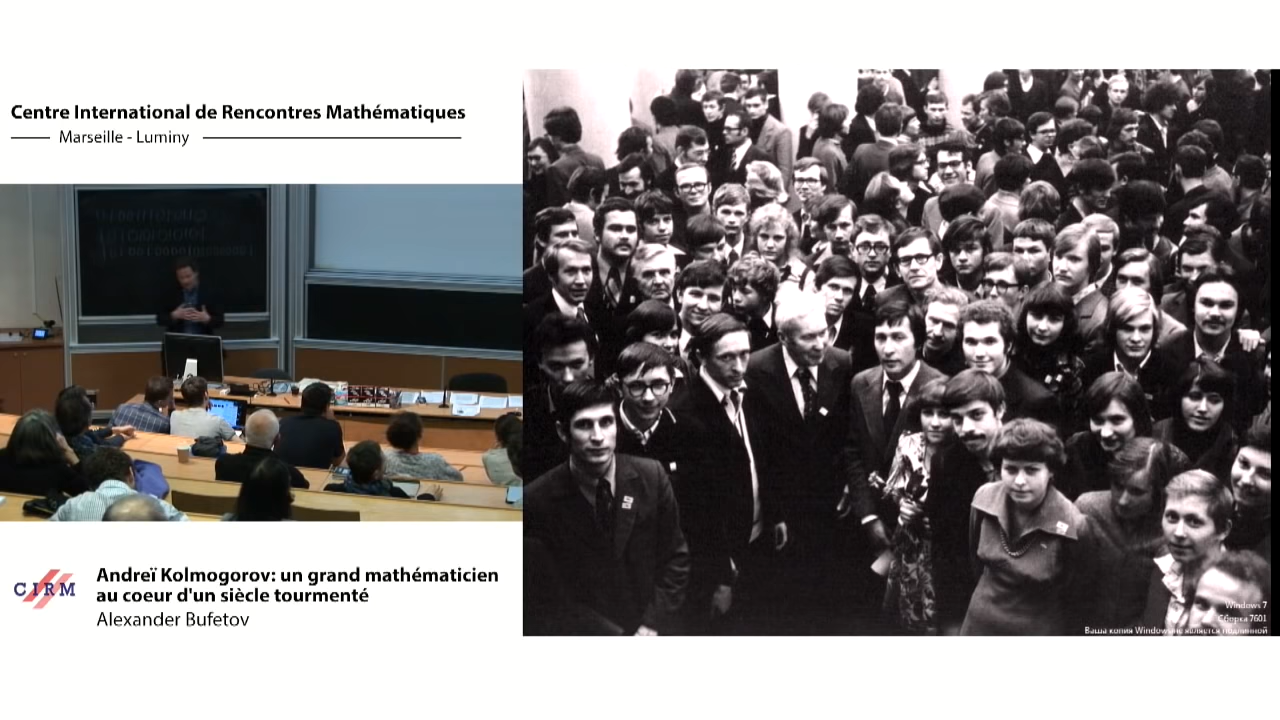 Centre International de Rencontres Mathématiques
Marseille - Luminy
CIRM
Andreï Kolmogorov: un grand mathématicien
au coeur d'un siècle tourmenté
Alexander Bufetov
Windows 7
Сборка 7601
Ваша копия Windows не является подлинной